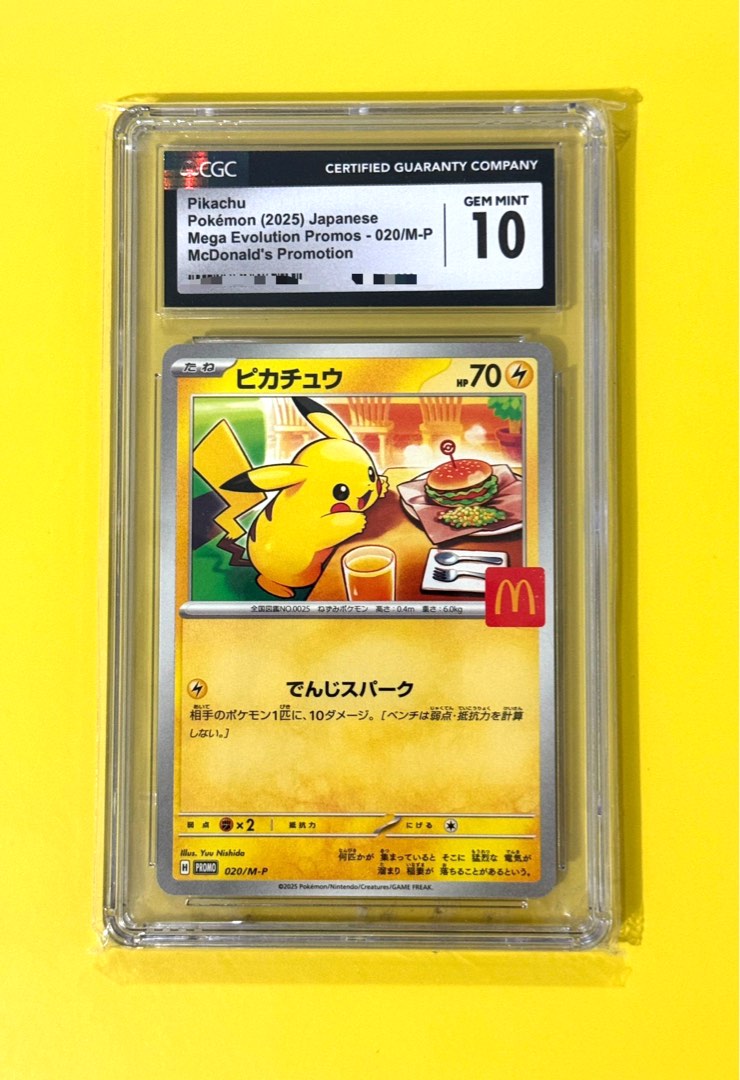 CGC
CERTIFIED GUARANTY COMPANY
Pikachu
Pokémon (2025) Japanese
Mega Evolution Promos - 020/M-P
McDonald's Promotion
GEM MINT
10
たね
ピカチュウ
HP70
全国図鑑NO.0025 ねずみポケモン 高さ:0.4m 重さ:6.0kg
でんじスパーク
相手のポケモン1匹に、10ダメージ。[ベンチは弱点・抵抗力を計算
しない。]
弱点 ×2 抵抗力 にげる
Illus. Yuu Nishida
H PROMO 020/M-P
何匹かが 集まっていると そこに 猛烈な 電気が
溜まり 稲妻が 落ちることがあるという。
©2025 Pokémon/Nintendo/Creatures/GAME FREAK.